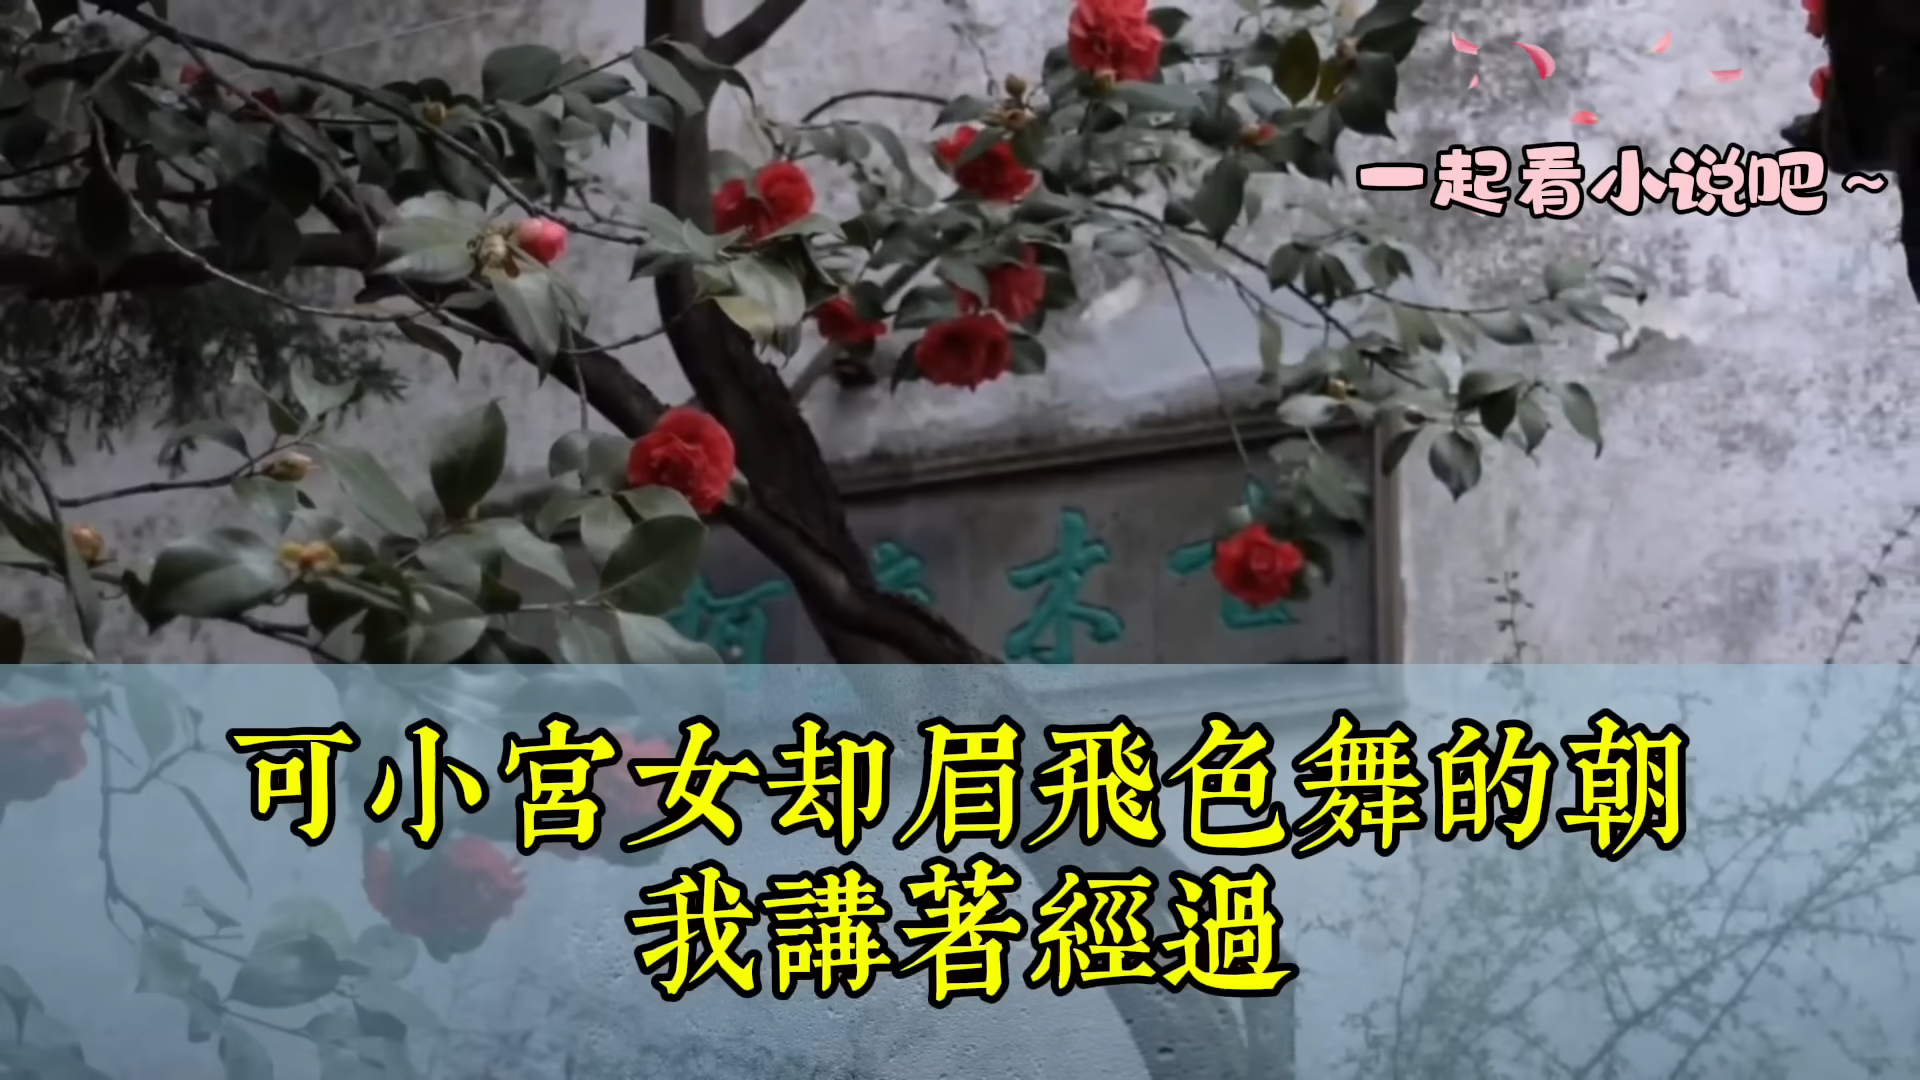 一起看小说吧～
木
可小宮女却眉飛色舞的朝
我講著經過